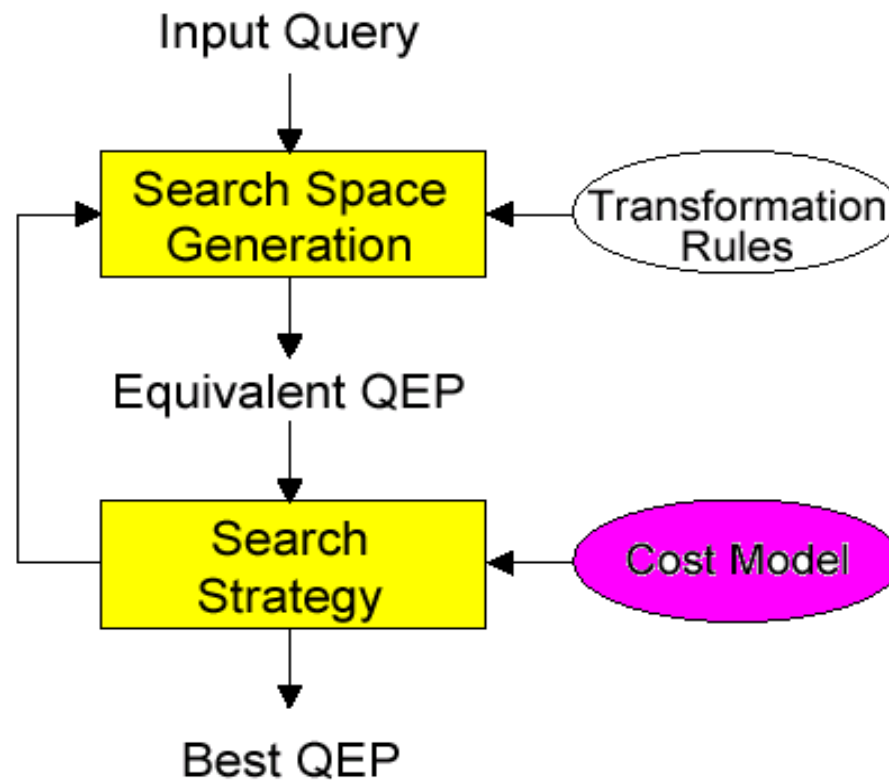 Input Query
Search Space
Generation
Transformation
Rules
Equivalent QEP
Search
Strategy
Cost Model
Best QEP